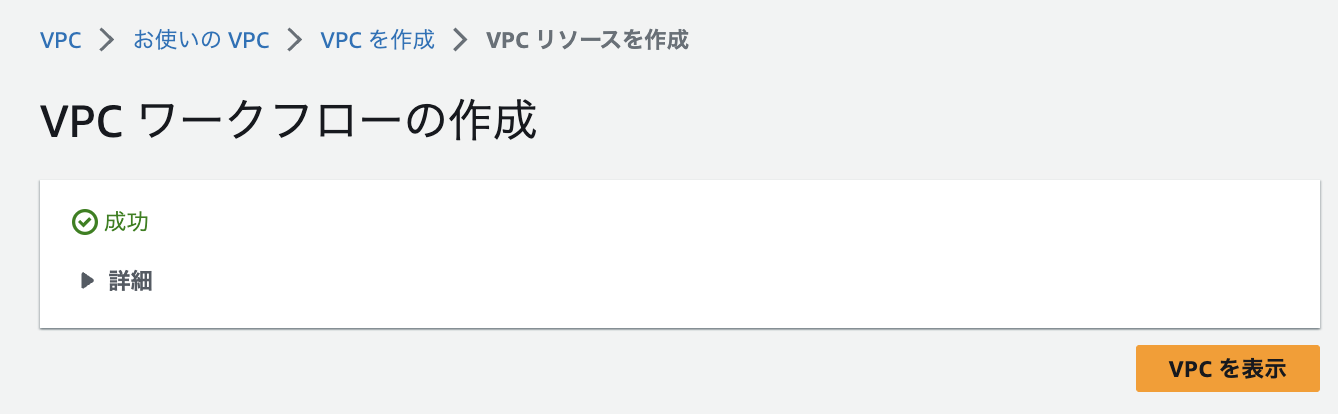 VPC > お使いの VPC > VPC を作成 > VPC リソースを作成
VPC ワークフローの作成
成功
詳細
VPC を表示